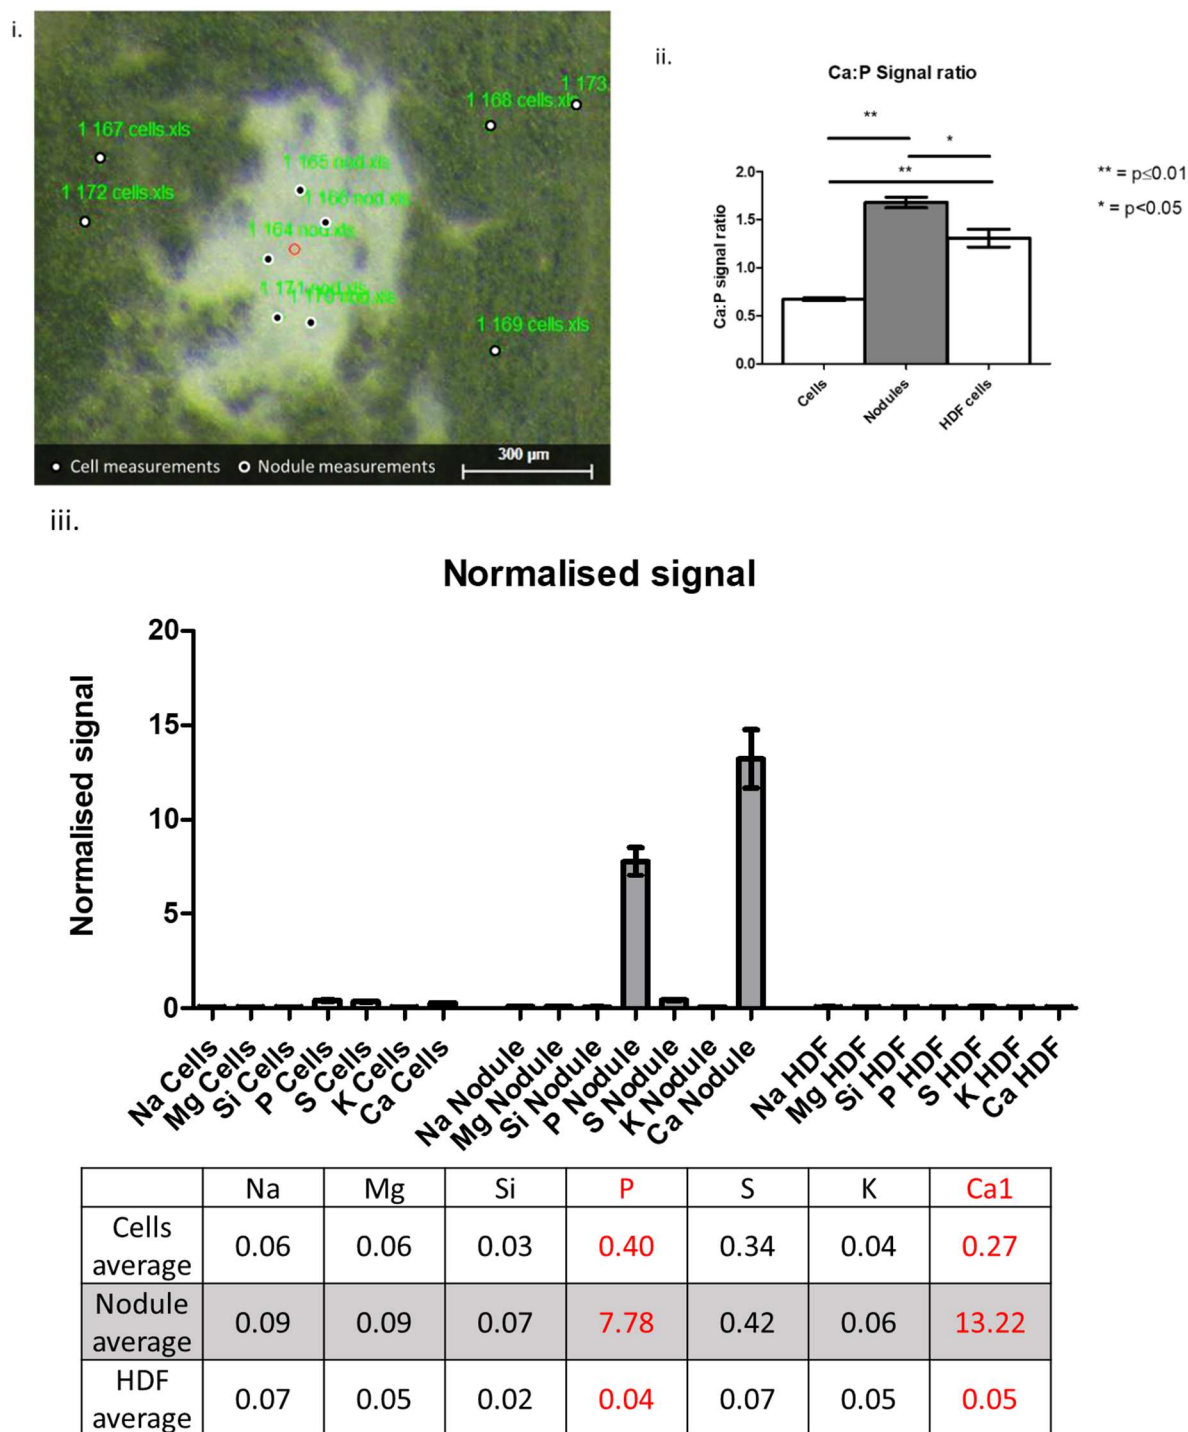 i.
1 173.
1 168 cells.xls
1 167 cells.xls
1 165 nod.xls
1 172 cells.xls
1 166 nod.xls
1 164 nod.xls
1 171 nod.xls
1 170 nod.xls
1 169 cells.xls
Cell measurements
Nodule measurements
300 µm
ii.
Ca:P Signal ratio
**
*
**
** = p≤0.01
* = p<0.05
Ca:P signal ratio
2.0
1.5
1.0
0.5
0.0
Cells
Nodules
HDF cells
iii.
Normalised signal
Normalised signal
20
15
10
5
0
Na Cells
Mg Cells
Si Cells
P Cells
S Cells
K Cells
Ca Cells
Na Nodule
Mg Nodule
Si Nodule
P Nodule
S Nodule
K Nodule
Ca Nodule
Na HDF
Mg HDF
Si HDF
P HDF
S HDF
K HDF
Ca HDF
Na Mg Si P S K Ca1
Cells average 0.06 0.06 0.03 0.40 0.34 0.04 0.27
Nodule average 0.09 0.09 0.07 7.78 0.42 0.06 13.22
HDF average 0.07 0.05 0.02 0.04 0.07 0.05 0.05